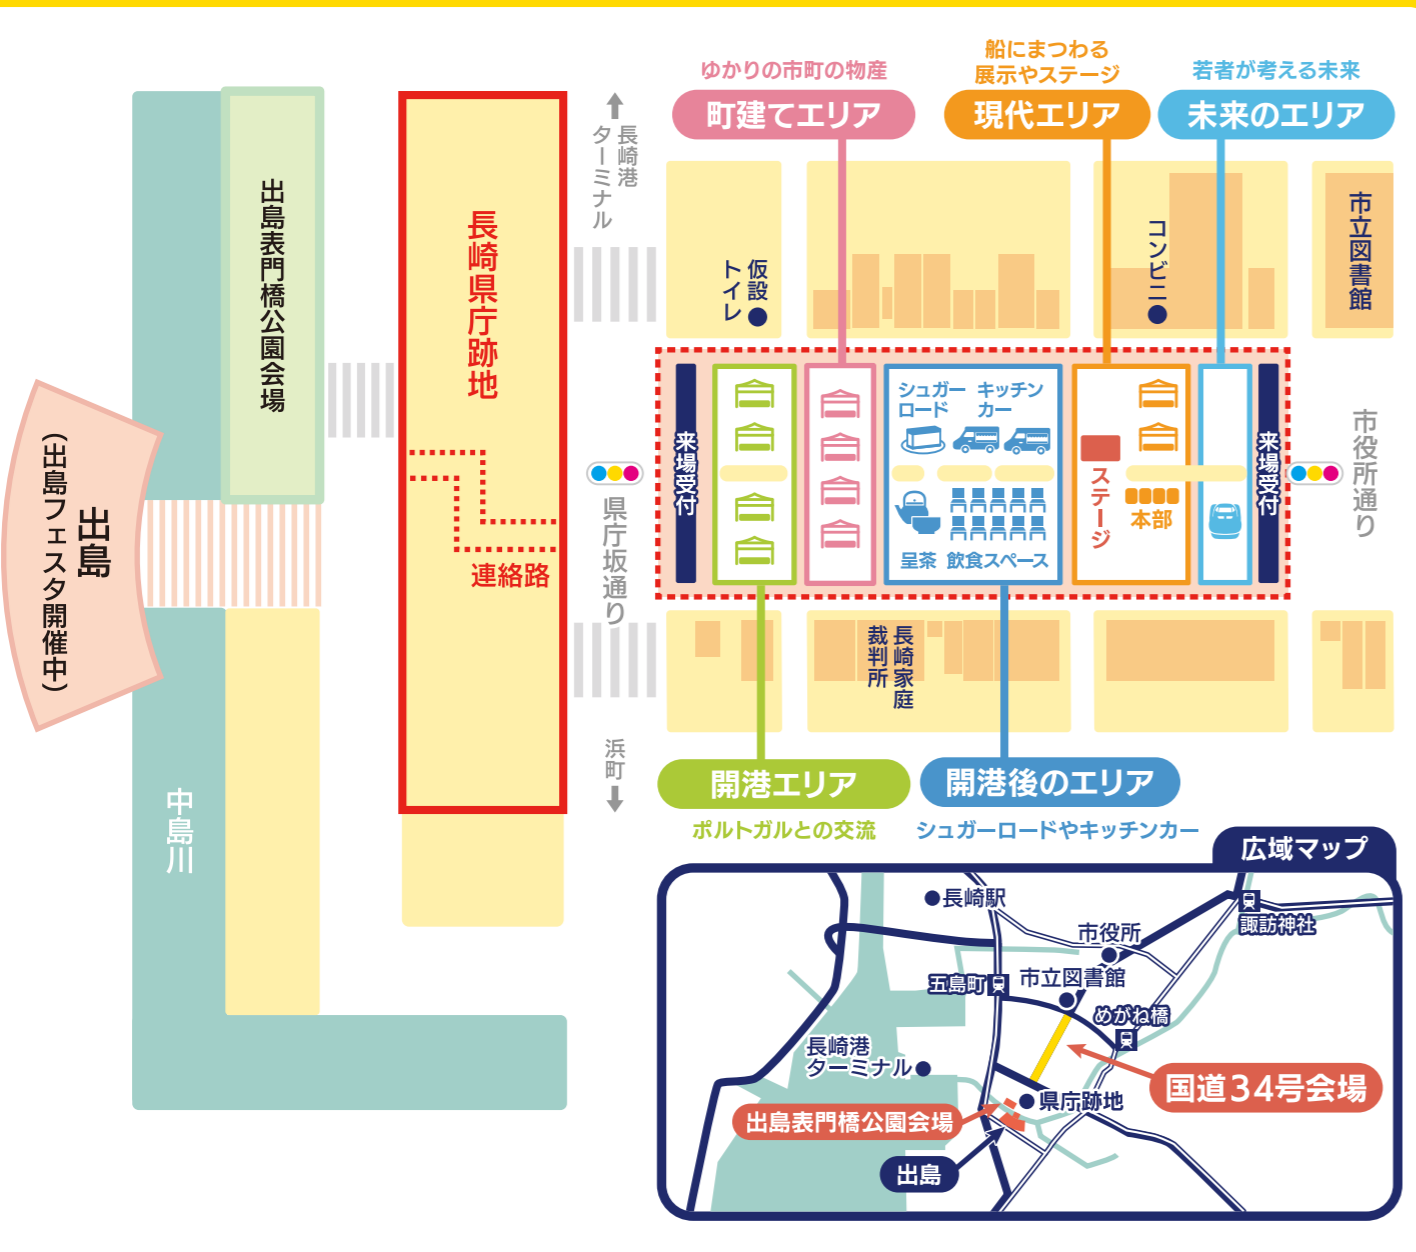 ゆかりの市町の物産
町建てエリア
船にまつわる
展示やステージ
現代エリア
若者が考える未来
未来のエリア
出島表門橋公園会場
長崎県庁跡地
連絡路
長崎港
ターミナル
仮設
トイレ
コンビニ
市立図書館
出島
(出島フェスタ開催中)
県庁坂通り
来場受付
シュガー
ロード
キッチン
カー
呈茶
飲食スペース
ステージ
本部
来場受付
市役所通り
長崎家庭
裁判所
浜町
中島川
開港エリア
ポルトガルとの交流
開港後のエリア
シュガーロードやキッチンカー
広域マップ
長崎駅
市役所
諏訪神社
五島町
市立図書館
めがね橋
長崎港
ターミナル
国道34号会場
県庁跡地
出島表門橋公園会場
出島